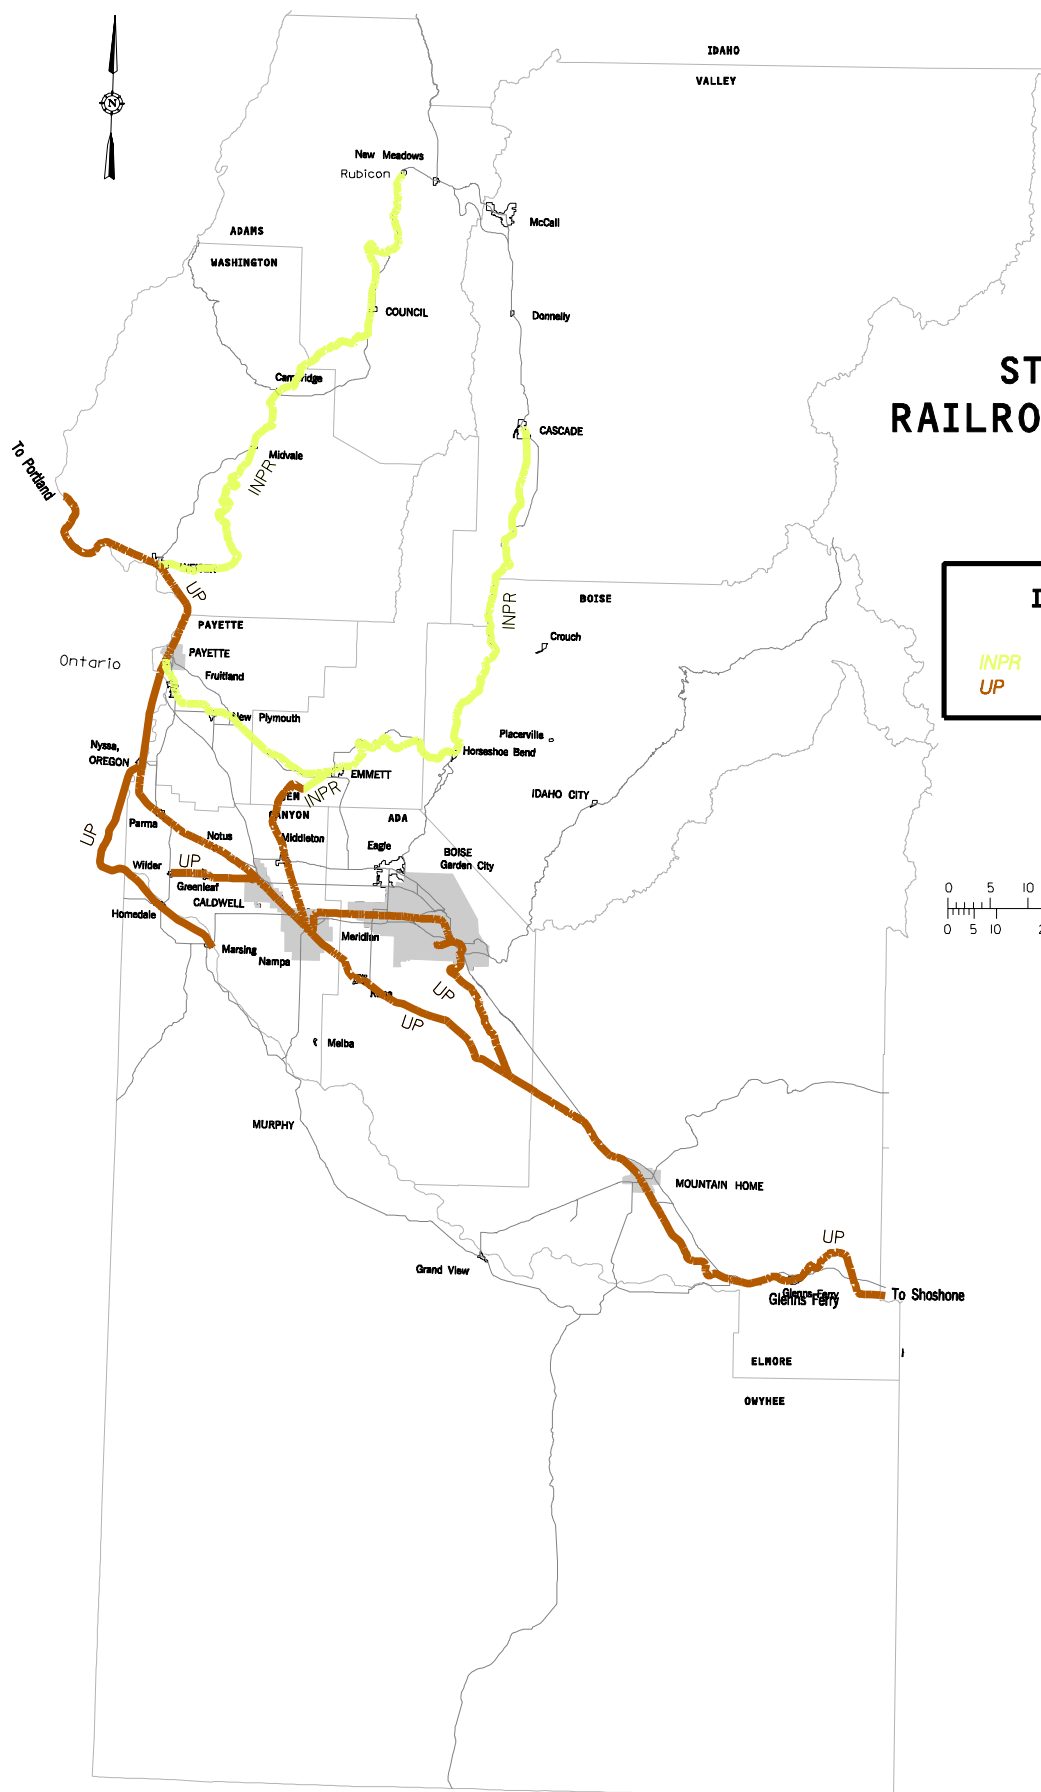 IDAHO
VALLEY
N
New Meadows
Rubicon
McCall
ADAMS
WASHINGTON
COUNCIL
Donnelly
ST
RAILRO
Cambridge
CASCADE
To Portland
Midvale
INPR
UP
INPR
BOISE
PAYETTE
Crouch
PAYETTE
Ontario
Fruitland
INPR
UP
New Plymouth
Placerville
Nyssa,
OREGON
Horseshoe Bend
EMMETT
INPR
IDAHO CITY
CANYON
ADA
Parma
UP
Notus
Middleton
Eagle
BOISE
Garden City
Wilder
UP
Greenleaf
CALDWELL
0 5 10
Homedale
0 5 10
Marsing
Meridian
Nampa
UP
Kuna
UP
Melba
MURPHY
MOUNTAIN HOME
UP
Grand View
Glenns Ferry
Glenns Ferry
To Shoshone
ELMORE
OWYHEE